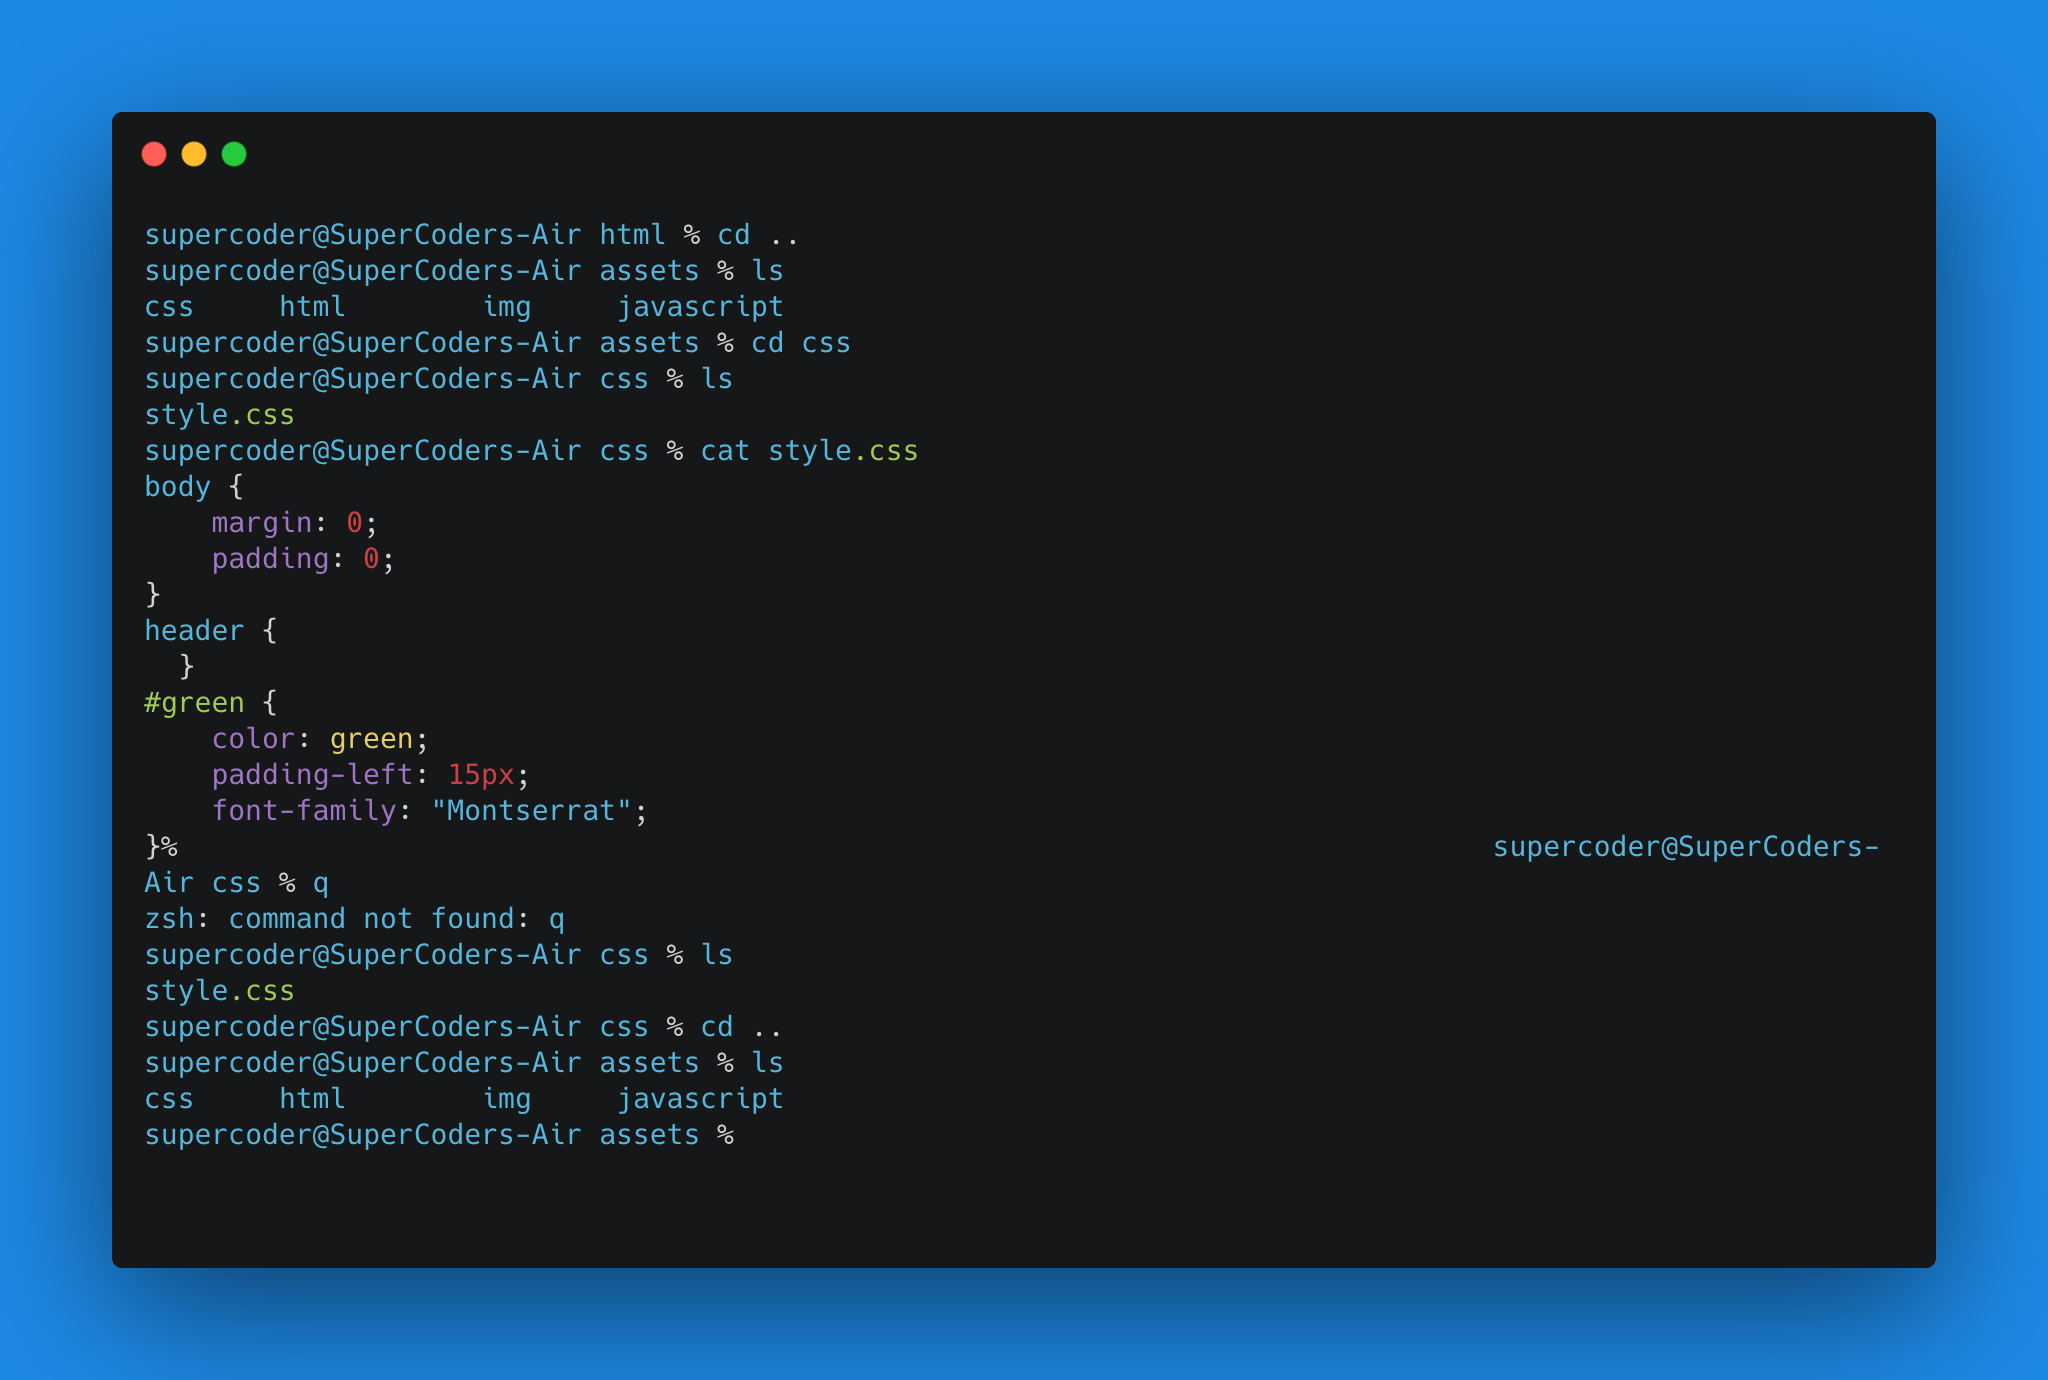 supercoder@SuperCoders-Air html % cd ..
supercoder@SuperCoders-Air assets % ls
css     html        img     javascript
supercoder@SuperCoders-Air assets % cd css
supercoder@SuperCoders-Air css % ls
style.css
supercoder@SuperCoders-Air css % cat style.css
body {
    margin: 0;
    padding: 0;
}
header {
  }
#green {
    color: green;
    padding-left: 15px;
    font-family: "Montserrat";
}%                                                                              supercoder@SuperCoders-
Air css % q
zsh: command not found: q
supercoder@SuperCoders-Air css % ls
style.css
supercoder@SuperCoders-Air css % cd ..
supercoder@SuperCoders-Air assets % ls
css     html        img     javascript
supercoder@SuperCoders-Air assets %